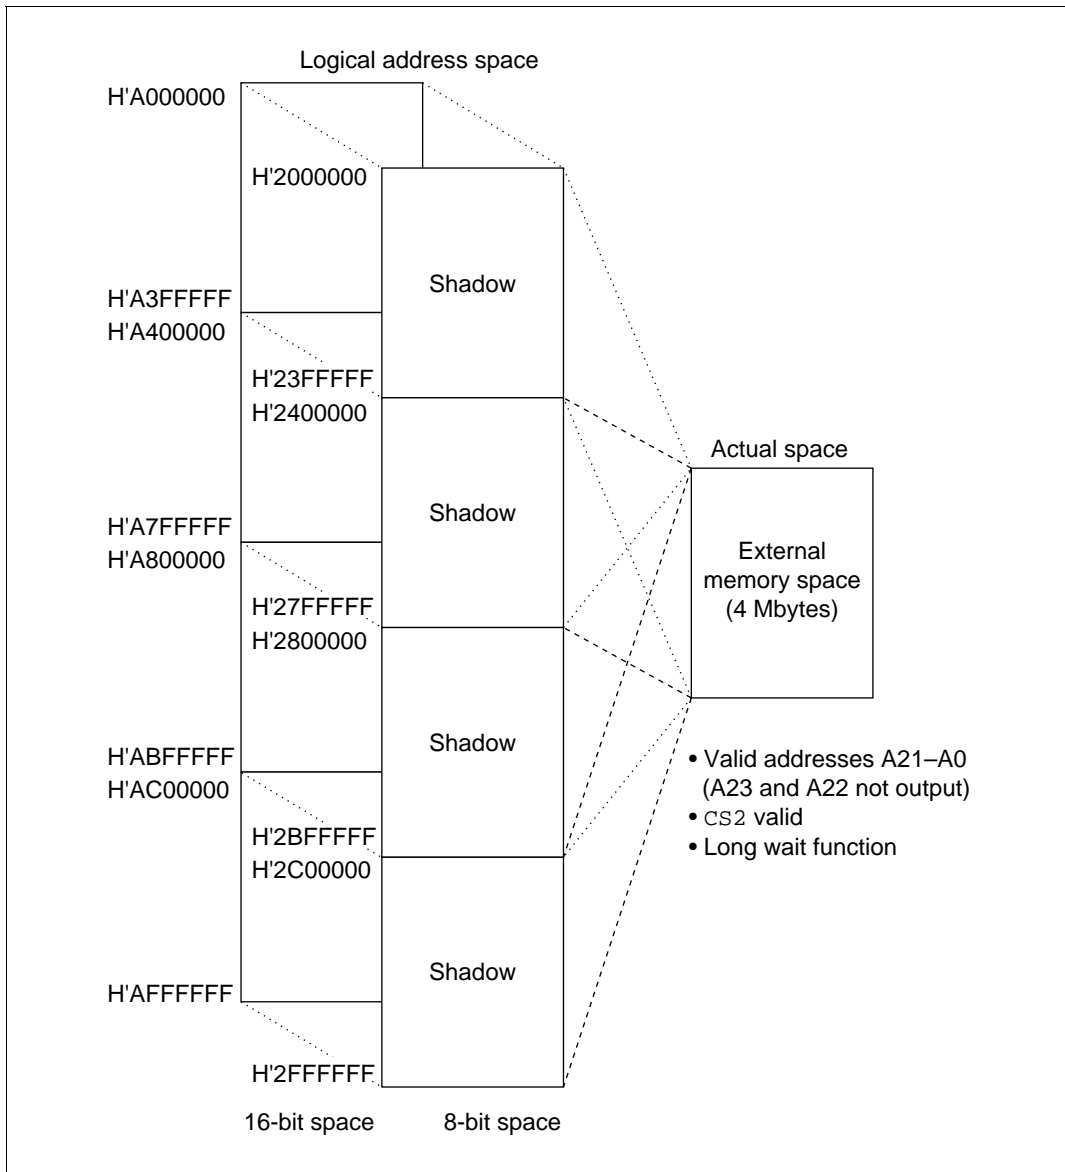 Logical address space
H'A000000
H'2000000
Shadow
H'A3FFFFF
H'A400000
H'23FFFFF
H'2400000
Actual space
Shadow
H'A7FFFFF
H'A800000
External
memory space
(4 Mbytes)
H'27FFFFF
H'2800000
Shadow
H'ABFFFFF
H'AC00000
• Valid addresses A21–A0
(A23 and A22 not output)
• CS2 valid
• Long wait function
H'2BFFFFF
H'2C00000
Shadow
H'AFFFFFF
H'2FFFFFF
16-bit space
8-bit space